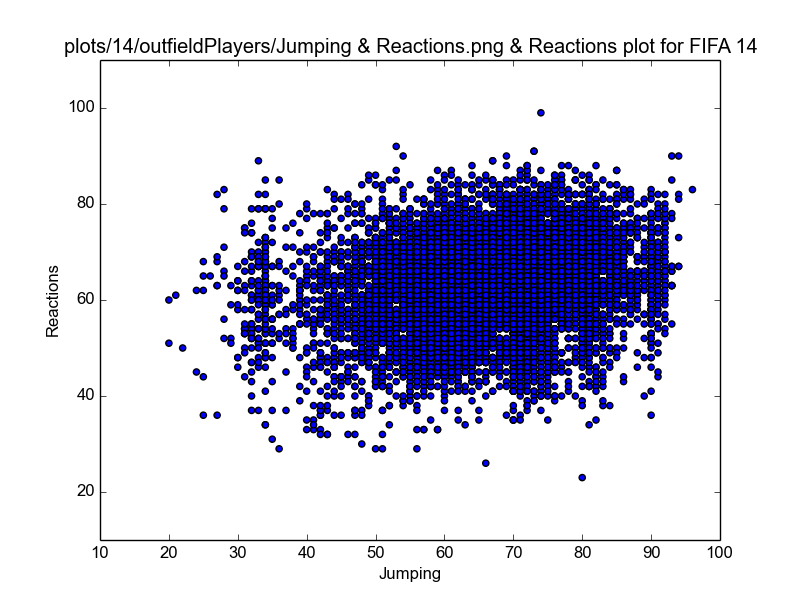 plots/14/outfieldPlayers/Jumping & Reactions.png & Reactions plot for FIFA 14
100
80
60
40
20
Reactions
10 20 30 40 50 60 70 80 90 100
Jumping